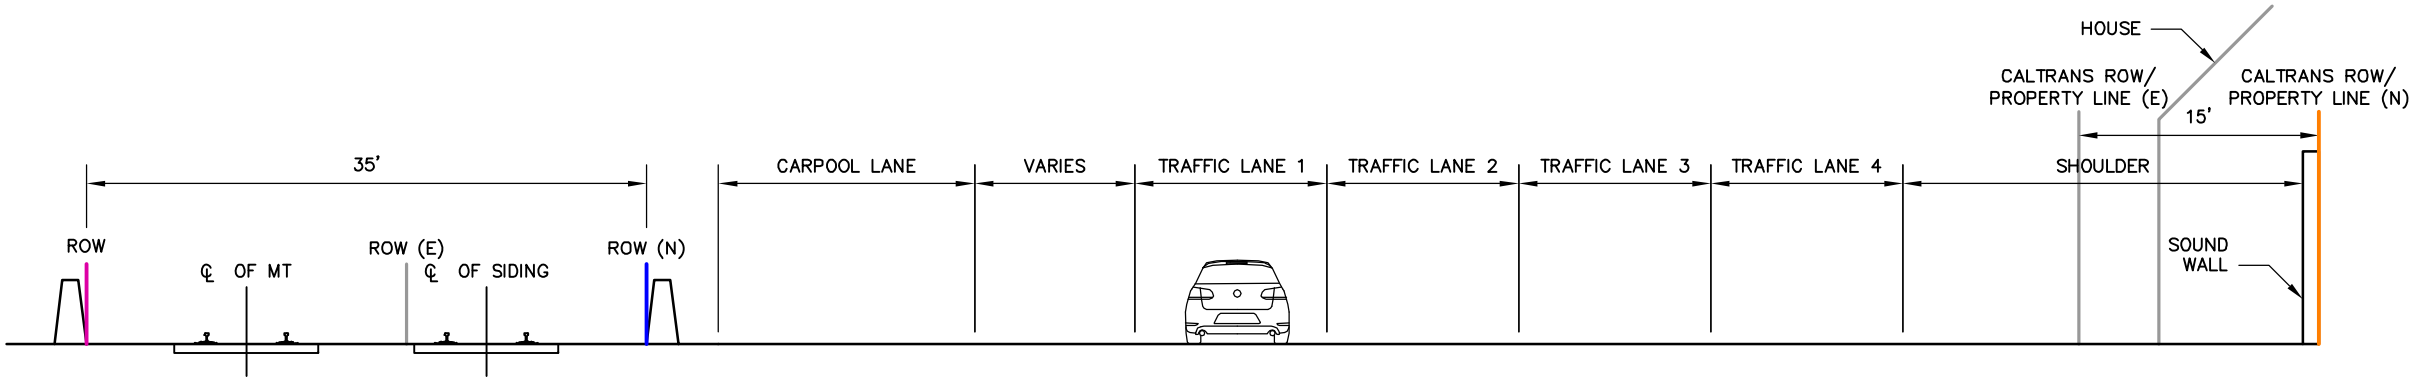 HOUSE
CALTRANS ROW/
PROPERTY LINE (E)
CALTRANS ROW/
PROPERTY LINE (N)
15'
35'
CARPOOL LANE
VARIES
TRAFFIC LANE 1
TRAFFIC LANE 2
TRAFFIC LANE 3
TRAFFIC LANE 4
SHOULDER
ROW
ROW (E)
ROW (N)
℄ OF MT
℄ OF SIDING
SOUND
WALL